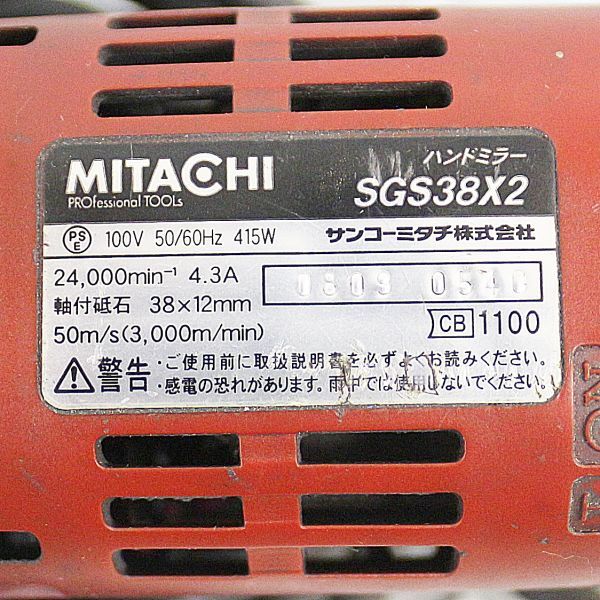 MITACHI
PROfessional TOOLs
ハンドミラー
SGS38X2
PS
E
100V 50/60Hz 415W
サンコーミタチ株式会社
24,000min⁻¹ 4.3A
軸付砥石 38×12mm
50m/s(3,000m/min)
CB 1100
警告
・ご使用前に取扱説明書を必ずよくお読みください。
・感電の恐れがあります。雨中では使用しないでください。
ON